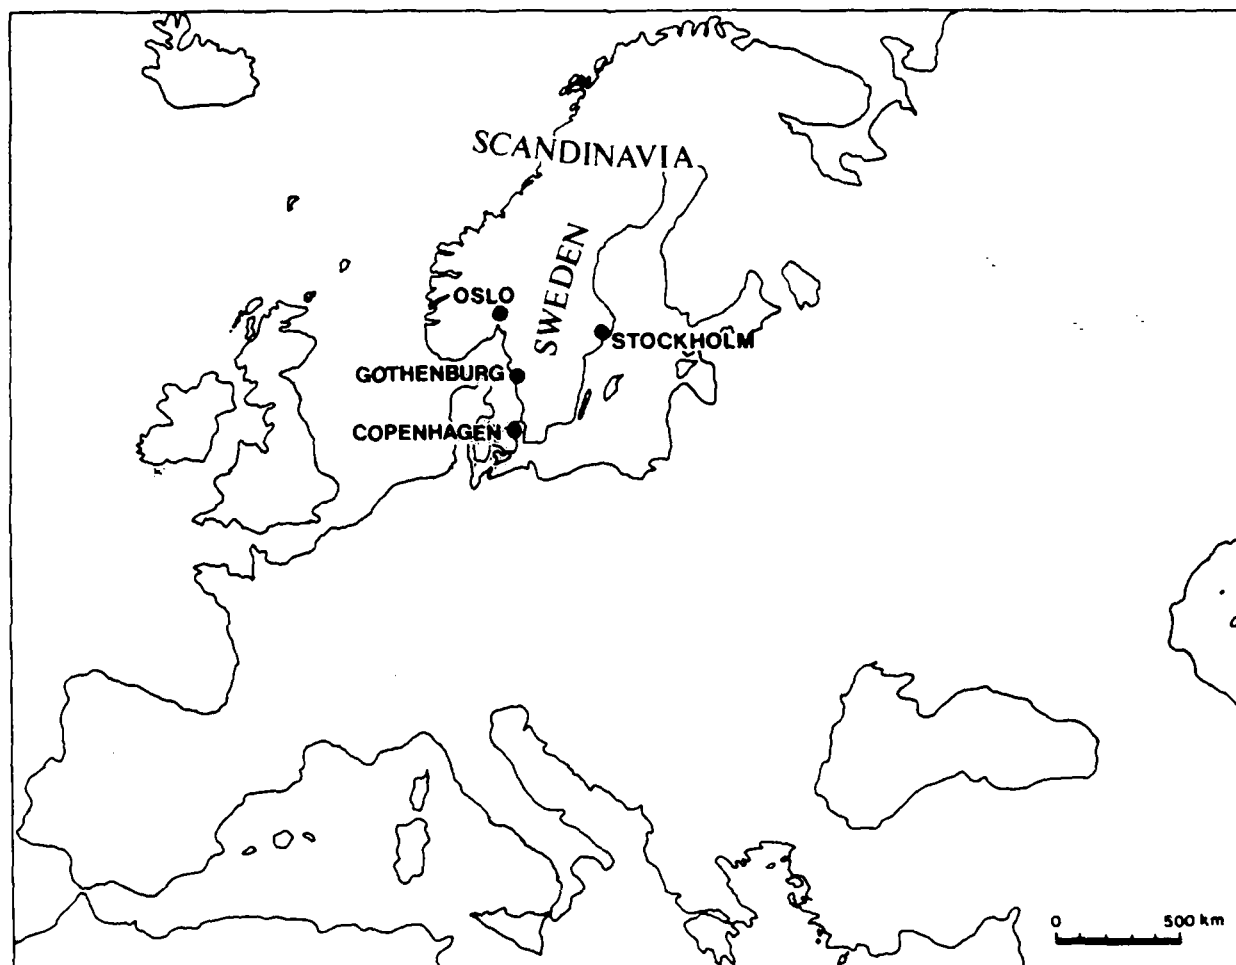 SCANDINAVIA
SWEDEN
OSLO
STOCKHOLM
GOTHENBURG
COPENHAGEN
0 500 km